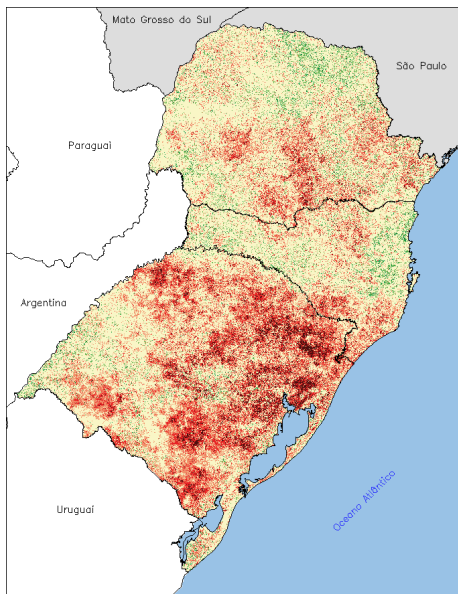 Mato Grosso do Sul
São Paulo
Paraguai
Argentina
Uruguai
Oceano Atlântico